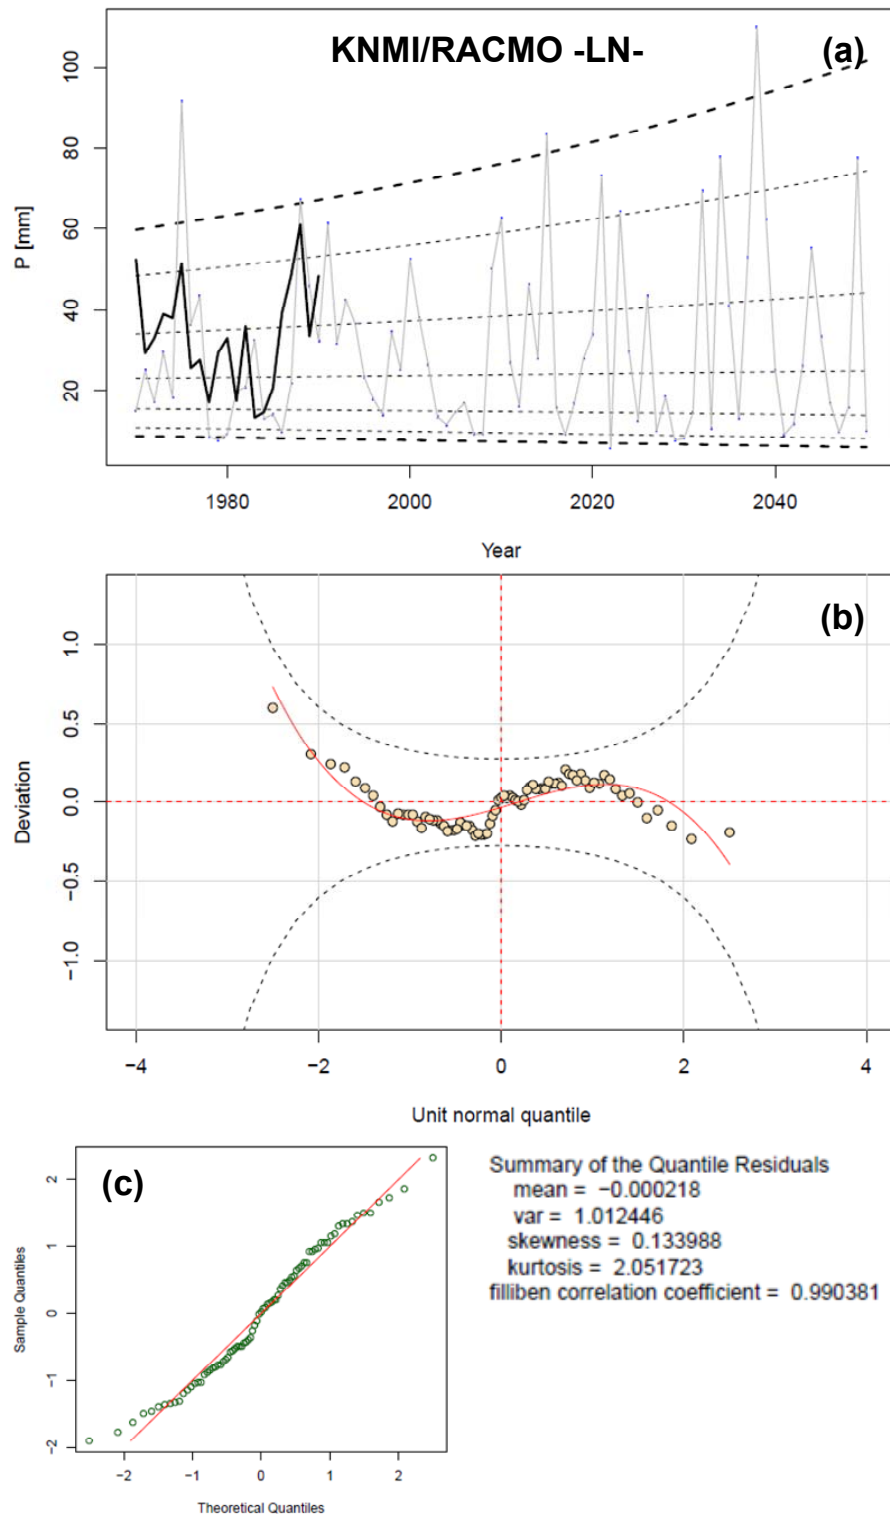 KNMI/RACMO -LN- (a)
100
80
60
40
20
P [mm]
1980 2000 2020 2040
Year
(b)
1.0
0.5
0.0
−0.5
−1.0
Deviation
−4 −2 0 2 4
Unit normal quantile
(c)
2
1
0
−1
−2
Sample Quantiles
−2 −1 0 1 2
Theoretical Quantiles
Summary of the Quantile Residuals
mean = −0.000218
var = 1.012446
skewness = 0.133988
kurtosis = 2.051723
filliben correlation coefficient = 0.990381